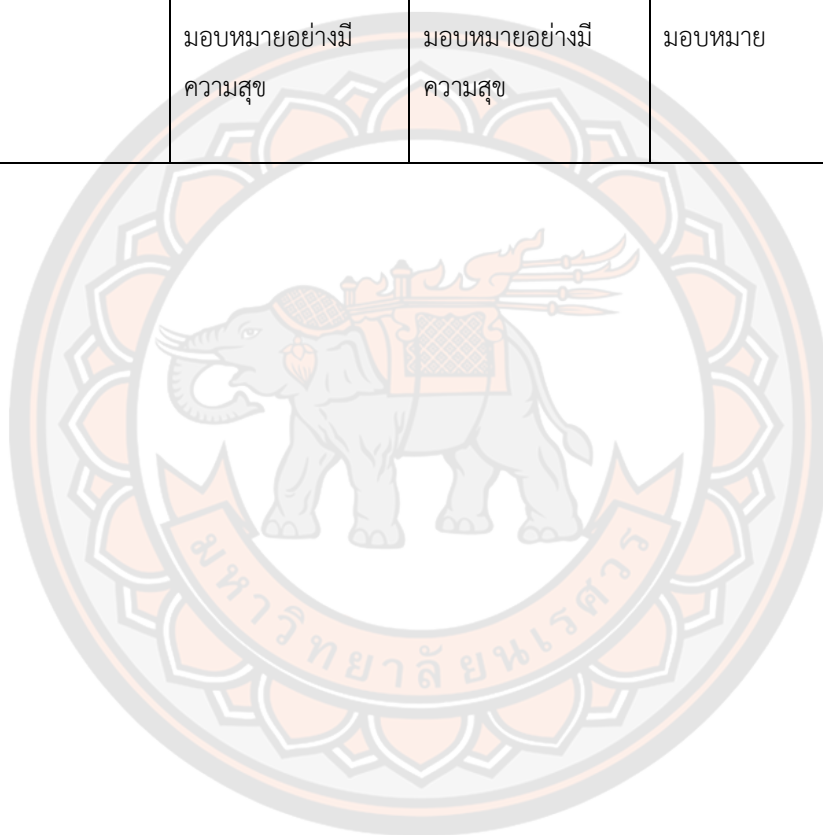 มอบหมายอย่างมี มอบหมายอย่างมี มอบหมาย
ความสุข ความสุข
มหาวิทยาลัยนเรศวร